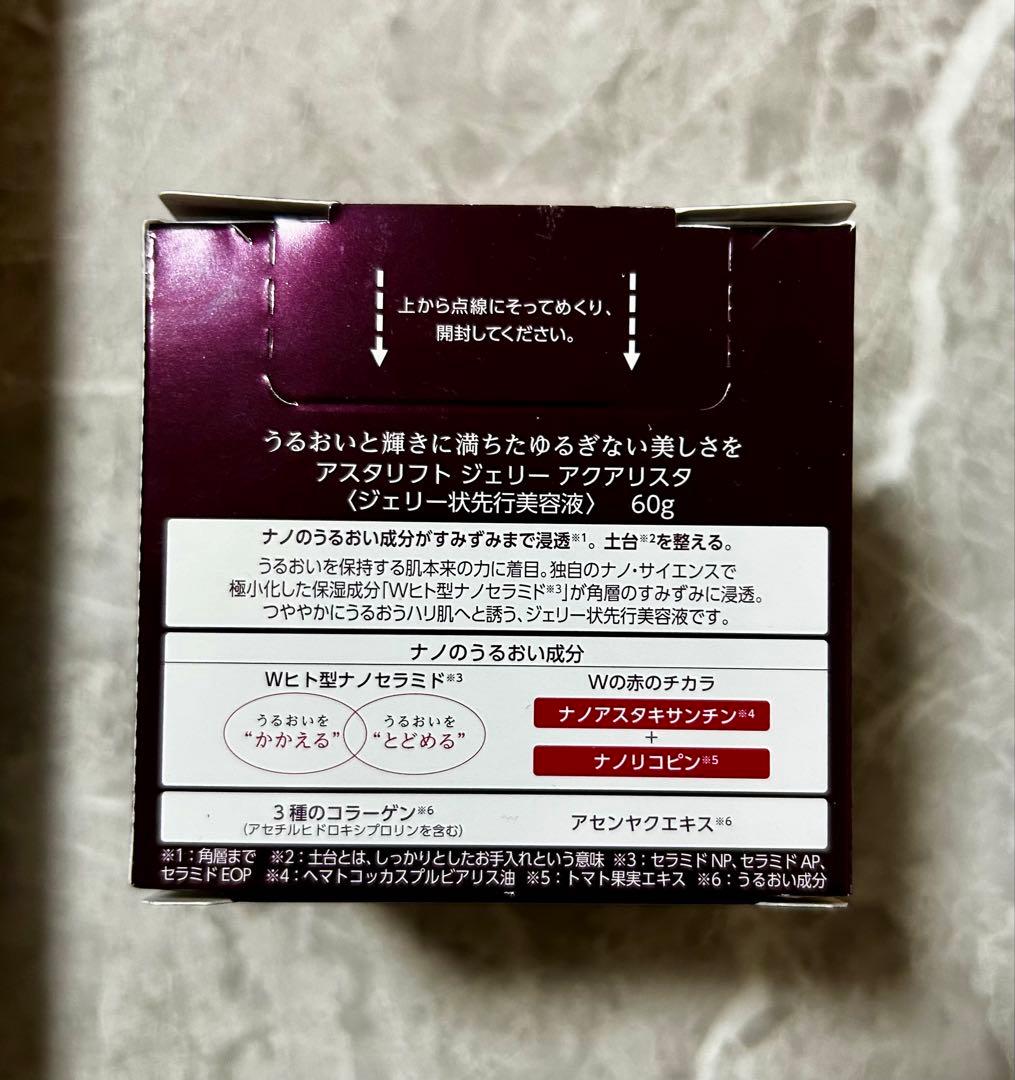 上から点線にそってめくり、
開封してください。
うるおいと輝きに満ちたゆるぎない美しさを
アスタリフト ジェリー アクアリスタ
〈ジェリー状先行美容液〉 60g
ナノのうるおい成分がすみずみまで浸透※1。土台※2を整える。
うるおいを保持する肌本来の力に着目。独自のナノ・サイエンスで
極小化した保湿成分「Wヒト型ナノセラミド※3」が角層のすみずみに浸透。
つややかにうるおうハリ肌へと誘う、ジェリー状先行美容液です。
ナノのうるおい成分
Wヒト型ナノセラミド※3
うるおいを
“かかえる”
うるおいを
“とどめる”
Wの赤のチカラ
ナノアスタキサンチン※4
+
ナノリコピン※5
3種のコラーゲン※6
(アセチルヒドロキシプロリンを含む)
アセンヤクエキス※6
※1：角層まで ※2：土台とは、しっかりとしたお手入れという意味 ※3：セラミドNP、セラミドAP、
セラミドEOP ※4：ヘマトコッカスプルビアリス油 ※5：トマト果実エキス ※6：うるおい成分